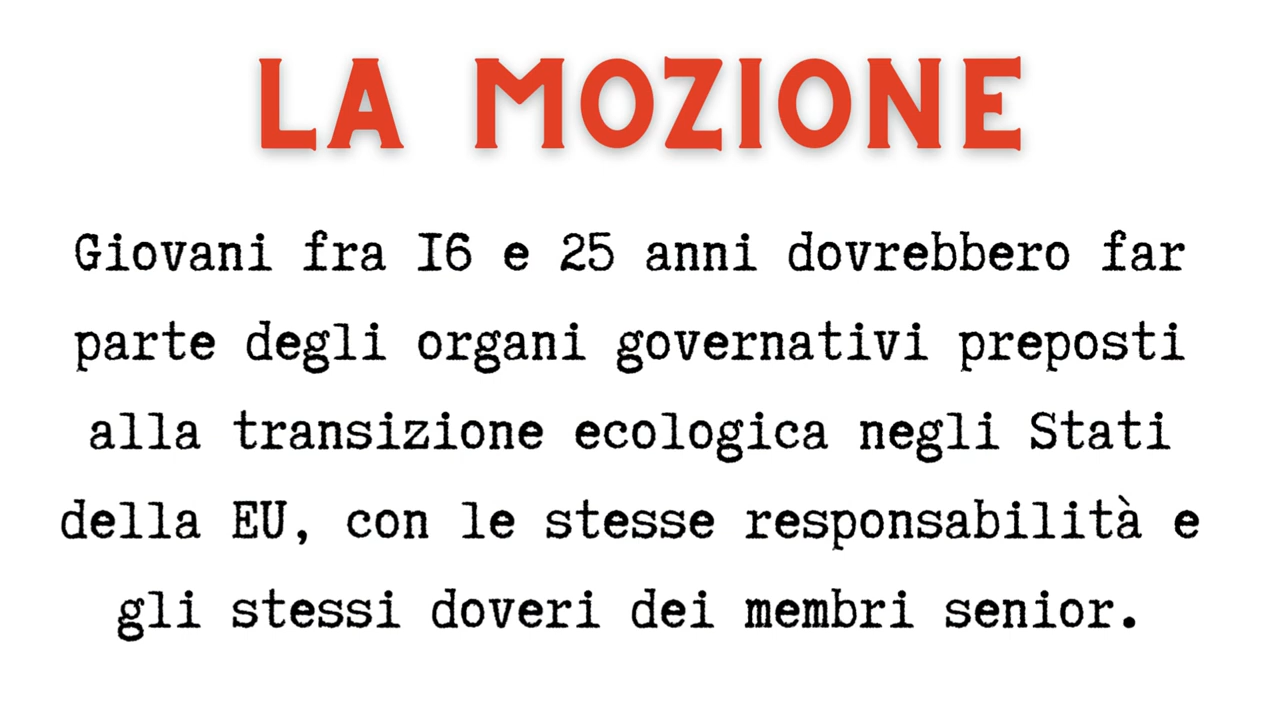 LA MOZIONE
Giovani fra 16 e 25 anni dovrebbero far
parte degli organi governativi preposti
alla transizione ecologica negli Stati
della EU, con le stesse responsabilità e
gli stessi doveri dei membri senior.